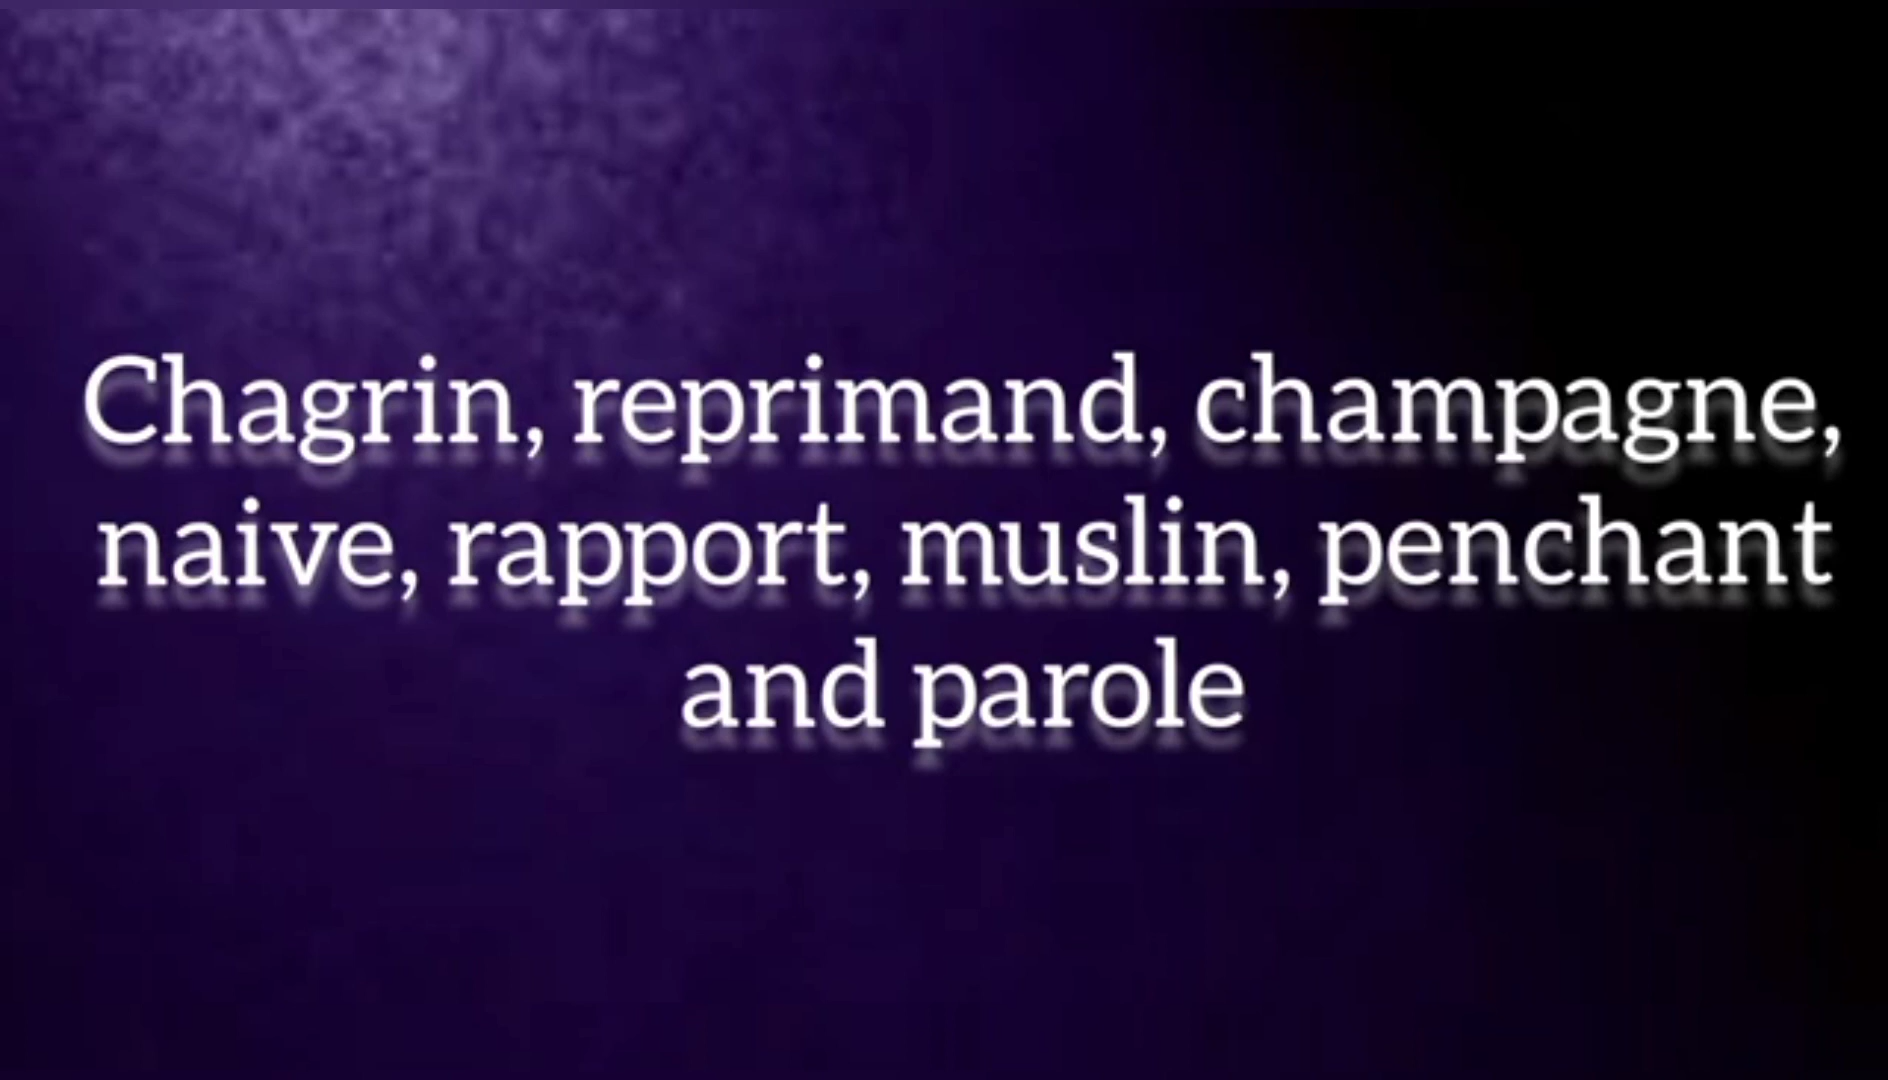 Chagrin, reprimand, champagne,
naive, rapport, muslin, penchant
and parole